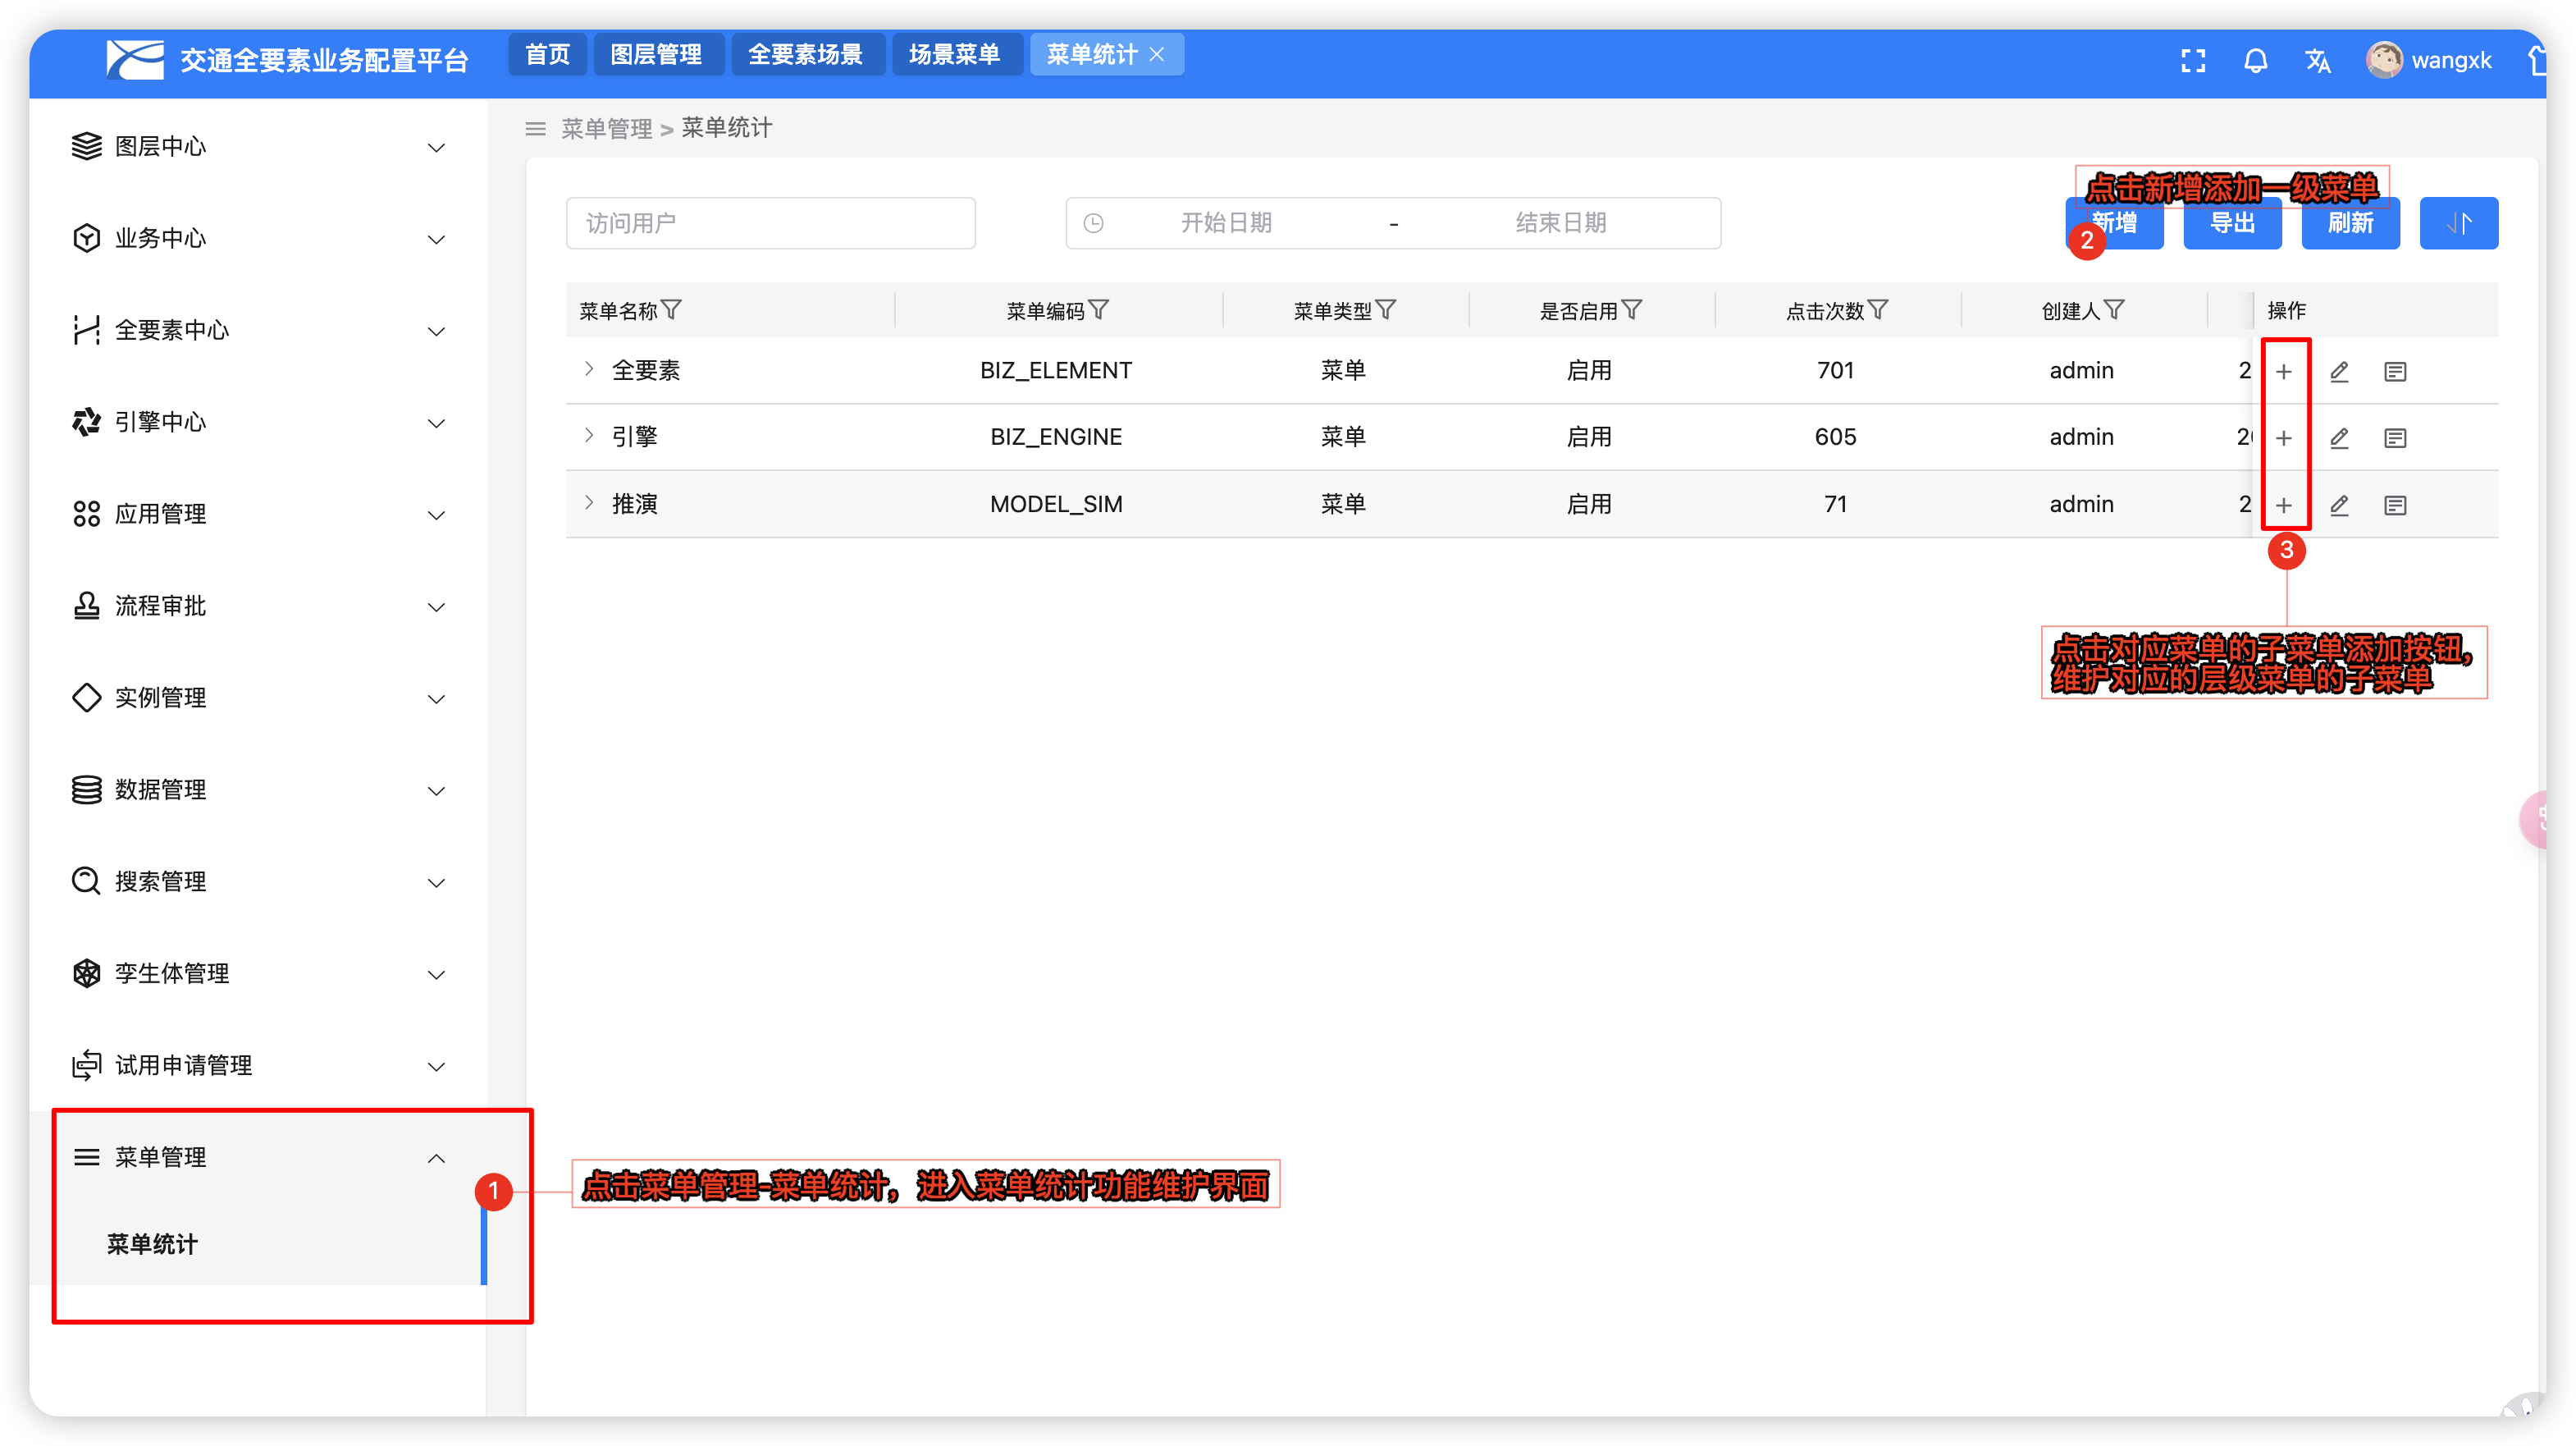 交通全要素业务配置平台
首页 图层管理 全要素场景 场景菜单 菜单统计
wangxk
图层中心
业务中心
全要素中心
引擎中心
应用管理
流程审批
实例管理
数据管理
搜索管理
孪生体管理
试用申请管理
菜单管理
菜单统计
菜单管理 > 菜单统计
访问用户 开始日期 - 结束日期
点击新增添加一级菜单
新增 导出 刷新
2
菜单名称 菜单编码 菜单类型 是否启用 点击次数 创建人 操作
全要素 BIZ_ELEMENT 菜单 启用 701 admin 2
引擎 BIZ_ENGINE 菜单 启用 605 admin
推演 MODEL_SIM 菜单 启用 71 admin 2
3
点击对应菜单的子菜单添加按钮，
维护对应的层级菜单的子菜单
1
点击菜单管理-菜单统计，进入菜单统计功能维护界面